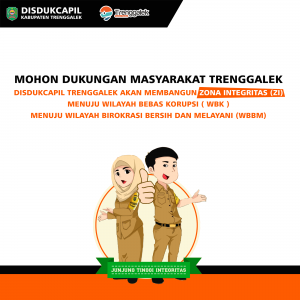 DISDUKCAPIL
KABUPATEN TRENGGALEK
Trenggalek
MOHON DUKUNGAN MASYARAKAT TRENGGALEK
DISDUKCAPIL TRENGGALEK AKAN MEMBANGUN ZONA INTEGRITAS (ZI)
MENUJU WILAYAH BEBAS KORUPSI ( WBK )
MENUJU WILAYAH BIROKRASI BERSIH DAN MELAYANI (WBBM)
JUNJUNG TINGGI INTEGRITAS